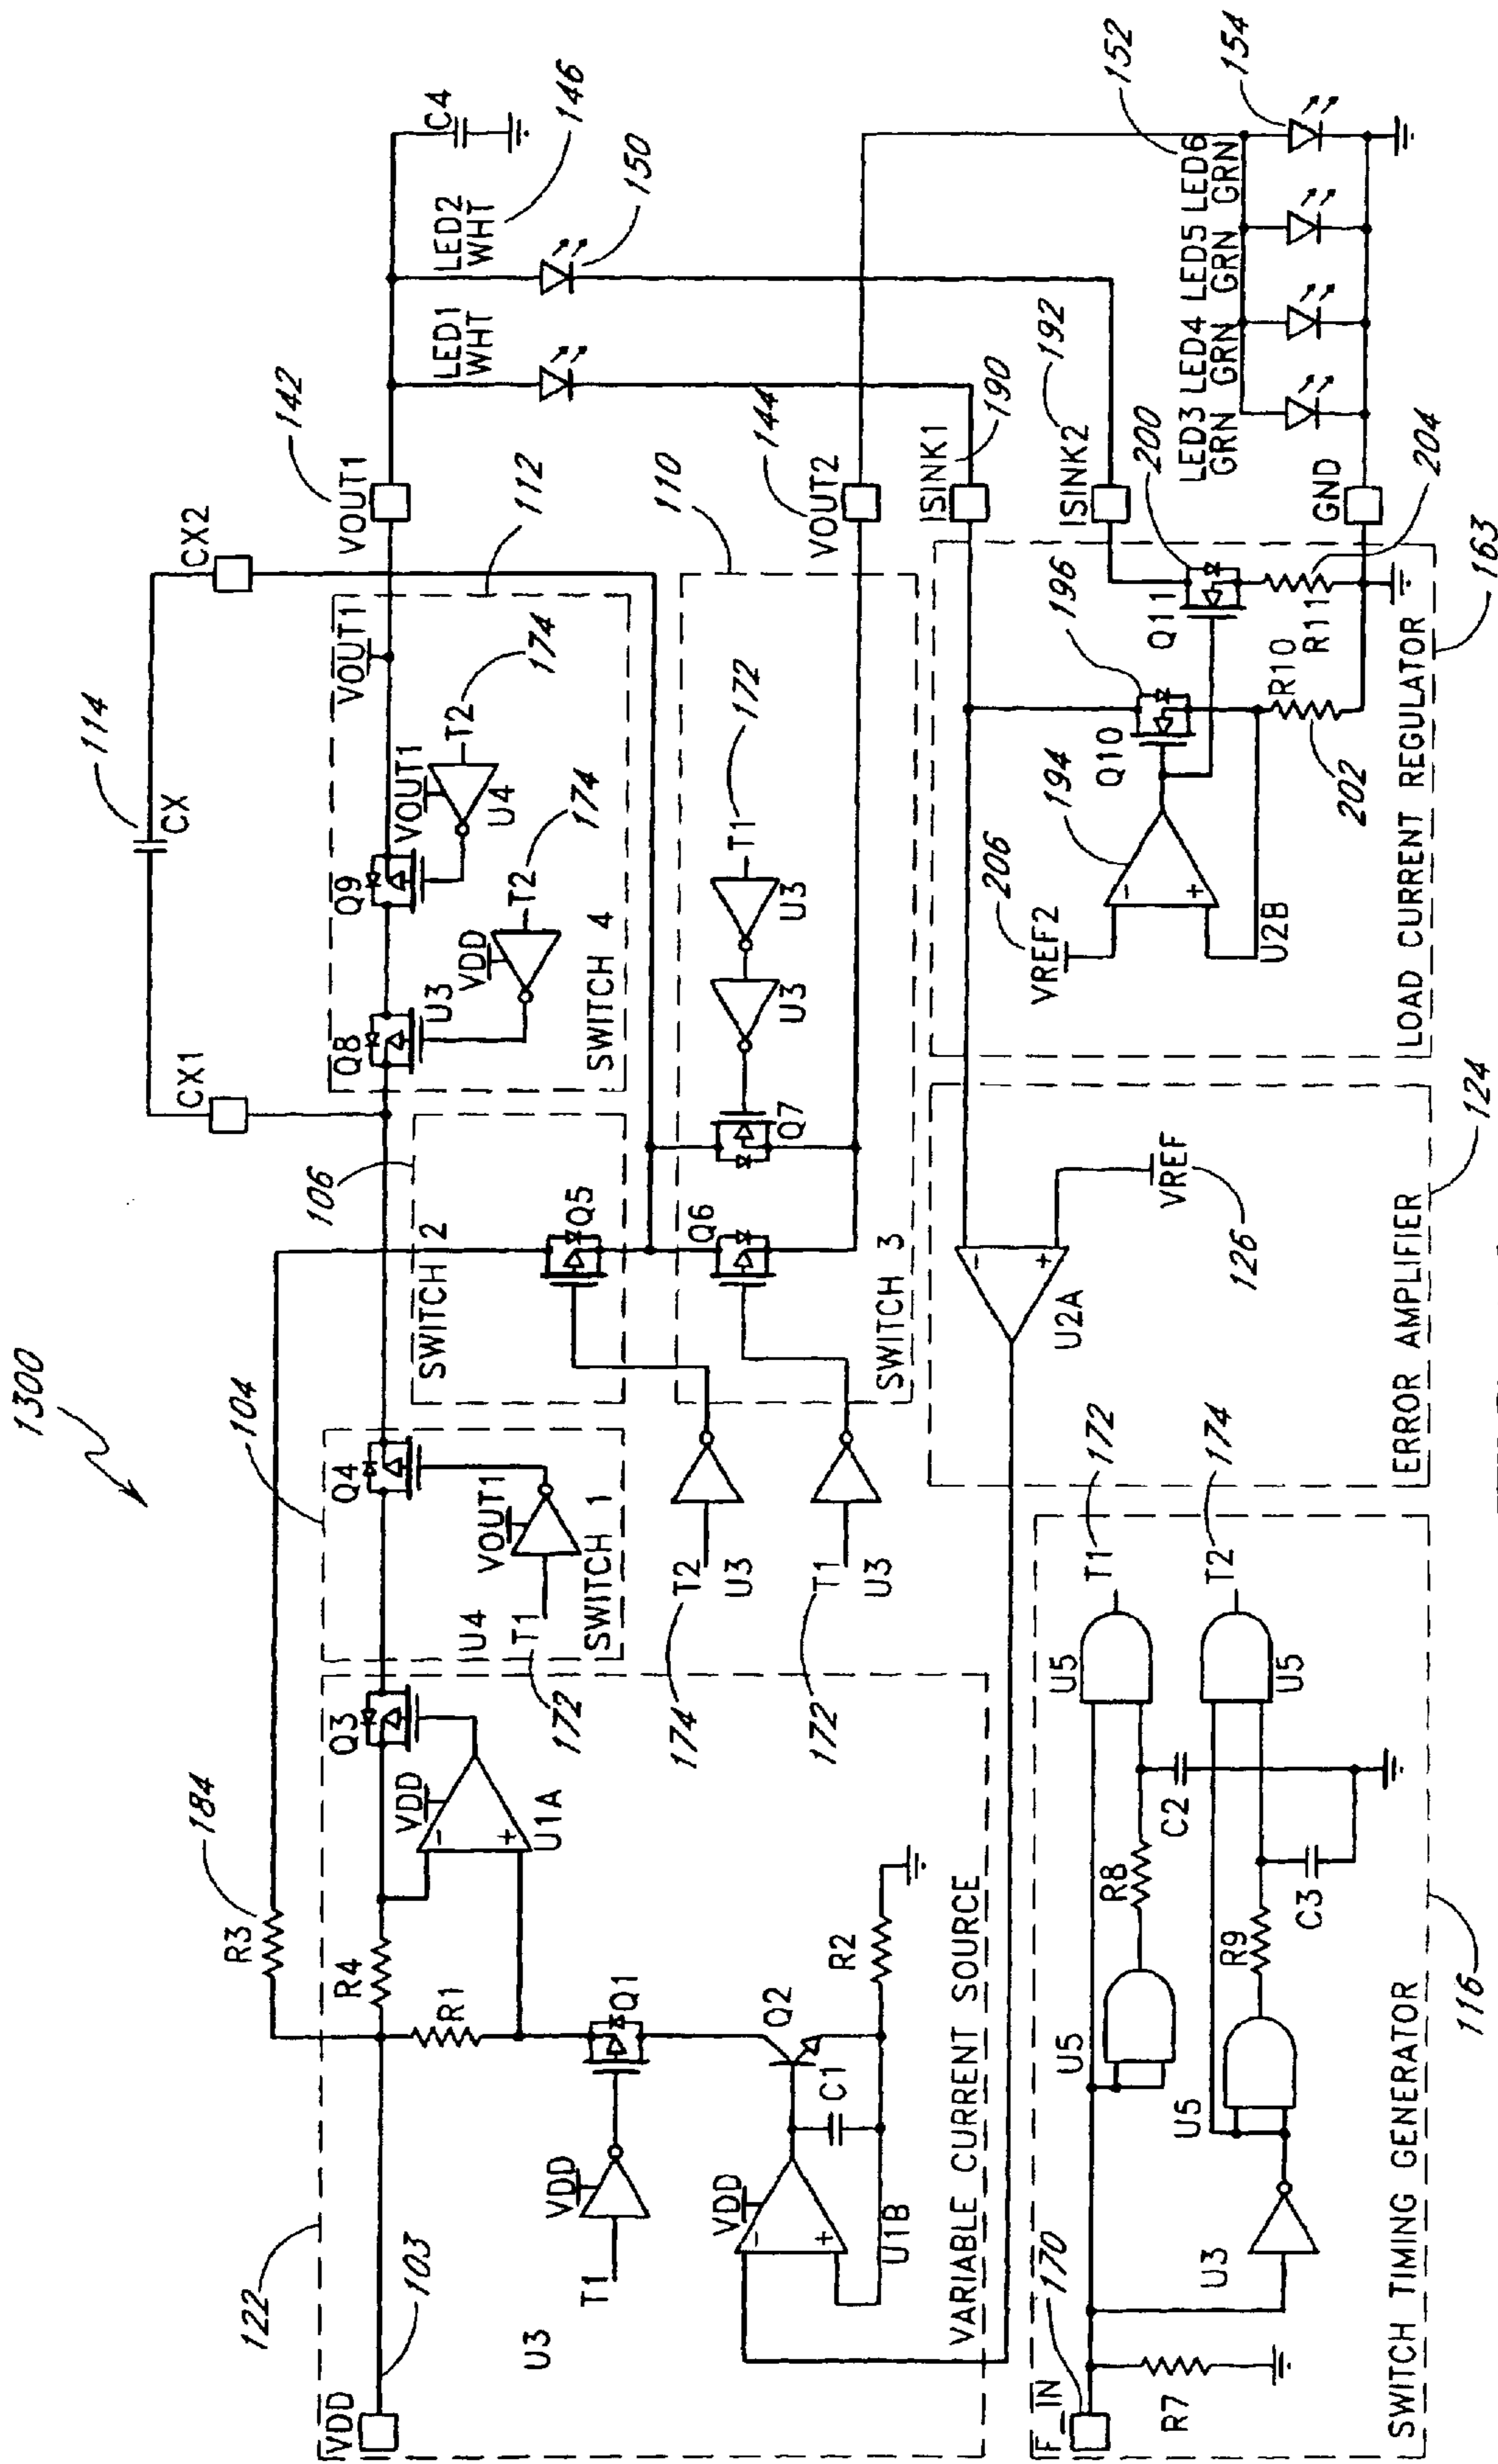 1300
114
CX
CX1
CX2
184
R3
104
106
112
142
VOUT1
C4
122
VDD
103
R4
R1
VDD
U1A
Q3
Q4
VOUT1
U4
T1
172
SWITCH 1
SWITCH 2
Q5
Q8
U3
VDD
T2
174
Q9
VOUT1
U4
T2
174
VOUT1
SWITCH 4
LED1
WHT
LED2
WHT
146
150
110
144
VOUT2
T1
VDD
U3
Q1
Q2
C1
R2
VDD
U1B
VARIABLE CURRENT SOURCE
T2
174
U3
T1
172
U3
Q6
Q7
U3
U3
T1
172
SWITCH 3
ISINK1
190
ISINK2
192
U2A
VREF
126
ERROR AMPLIFIER
124
VREF2
206
194
U2B
Q10
196
Q11
200
R10
R11
202
204
LOAD CURRENT REGULATOR
163
GND
LED3
GRN
LED4
GRN
LED5
GRN
LED6
GRN
152
154
F_IN
170
R7
U3
U5
U5
R8
R9
C2
C3
U5
U5
T1
172
T2
174
SWITCH TIMING GENERATOR
116